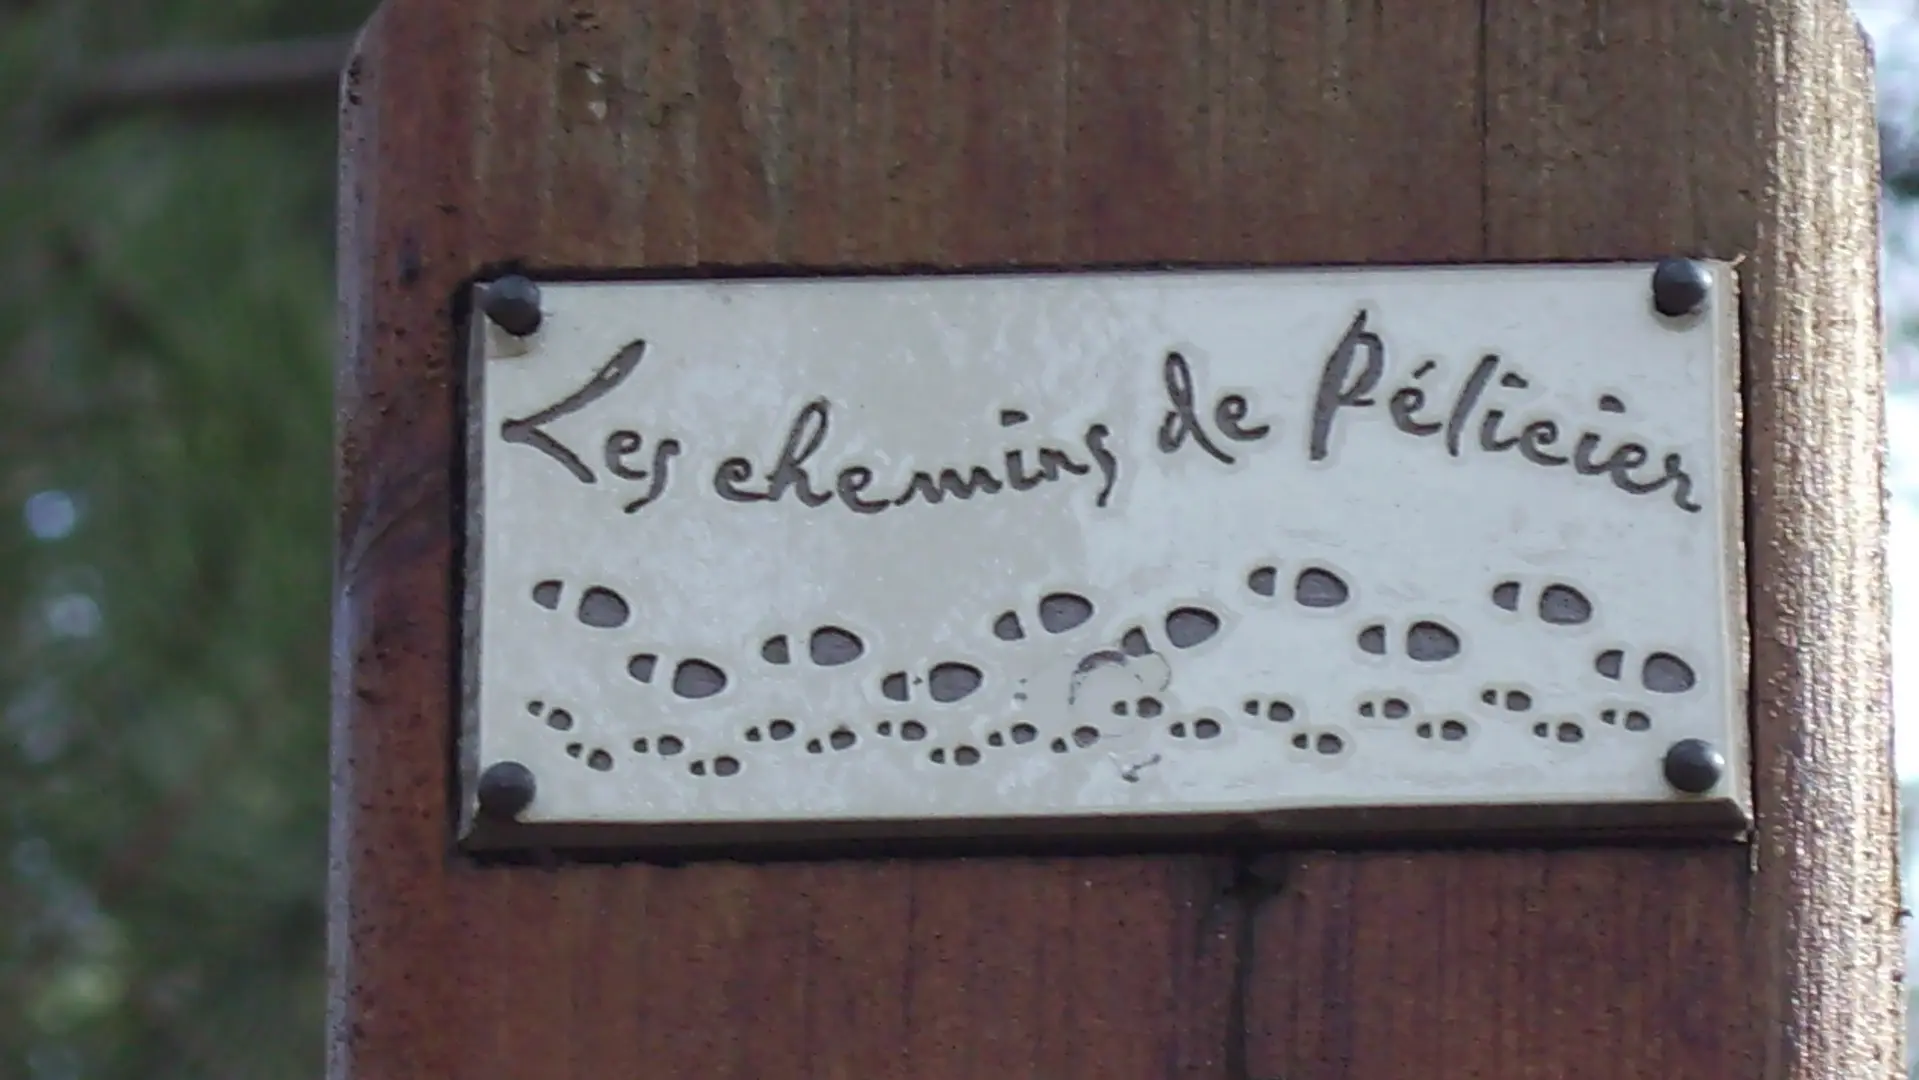 Les chemins de Pélicier